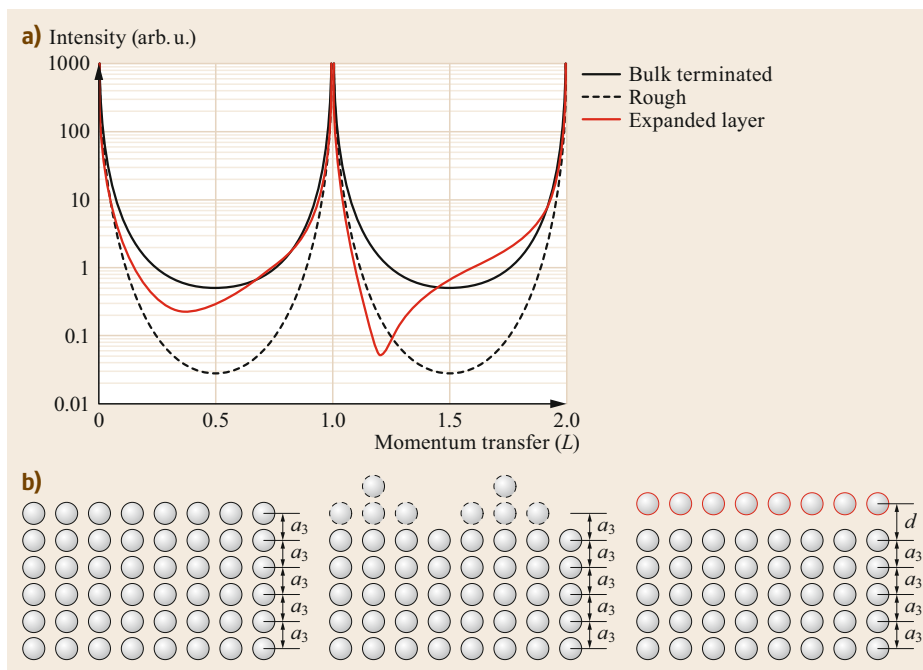 a) Intensity (arb. u.)
1000
100
10
1
0.1
0.01
0 0.5 1.0 1.5 2.0
Momentum transfer (L)
Bulk terminated
Rough
Expanded layer
b)
a3
a3
a3
a3
a3
a3
a3
a3
a3
a3
d
a3
a3
a3
a3